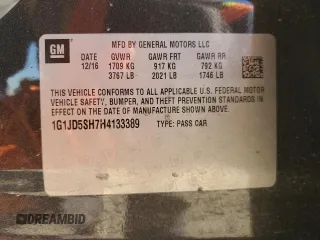 GM
MFD BY GENERAL MOTORS LLC
DATE GVWR GAWR FRT GAWR RR
12/16 1709 KG 917 KG 792 KG
3767 LB 2021 LB 1746 LB
THIS VEHICLE CONFORMS TO ALL APPLICABLE U.S. FEDERAL MOTOR
VEHICLE SAFETY, BUMPER, AND THEFT PREVENTION STANDARDS
IN EFFECT ON THE DATE OF MANUFACTURE SHOWN ABOVE.
1G1JD5SH7H4133389 TYPE: PASS CAR
DREAMBID